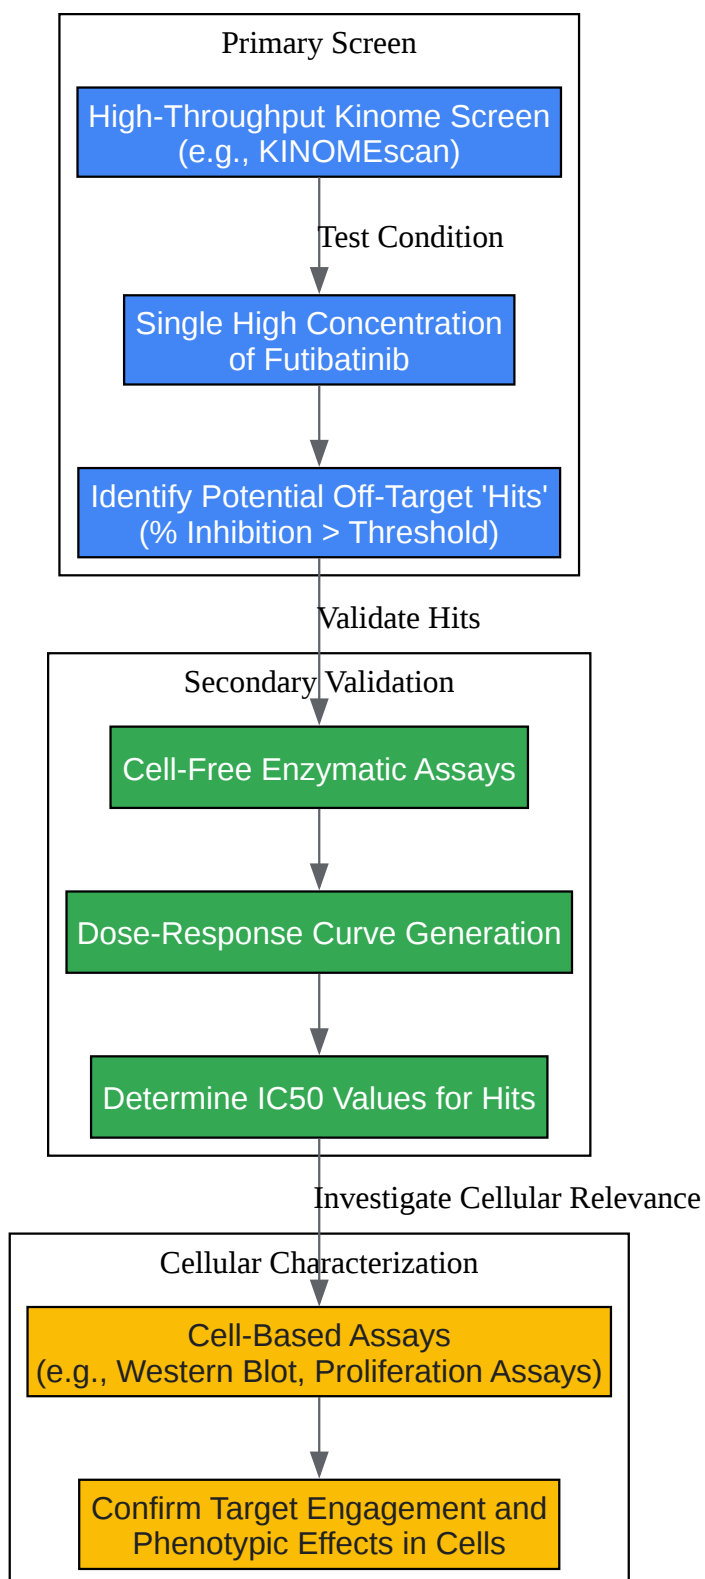 Primary Screen
High-Throughput Kinome Screen
(e.g., KINOMEscan)
Test Condition
Single High Concentration
of Futibatinib
Identify Potential Off-Target 'Hits'
(% Inhibition > Threshold)
Validate Hits
Secondary Validation
Cell-Free Enzymatic Assays
Dose-Response Curve Generation
Determine IC50 Values for Hits
Investigate Cellular Relevance
Cellular Characterization
Cell-Based Assays
(e.g., Western Blot, Proliferation Assays)
Confirm Target Engagement and
Phenotypic Effects in Cells